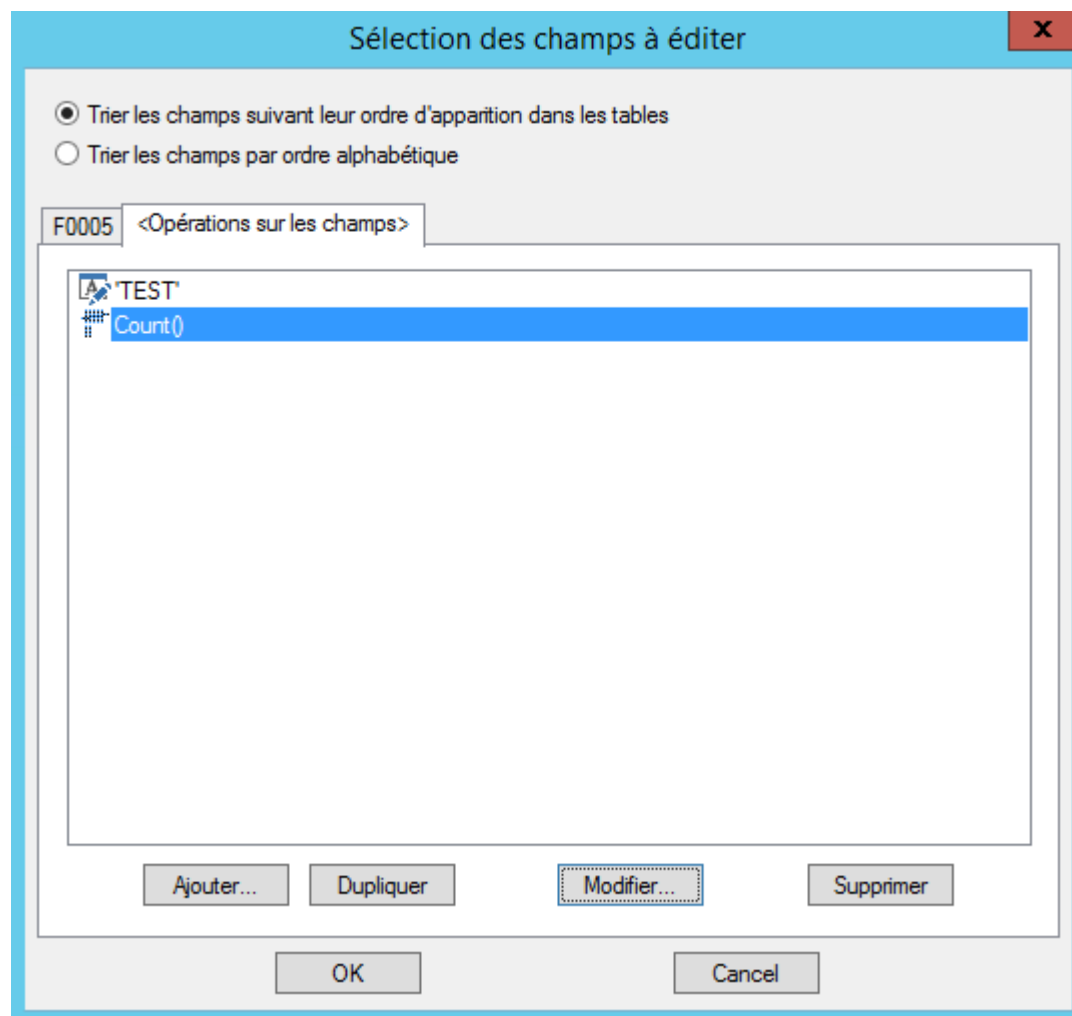 Sélection des champs à éditer
x
Trier les champs suivant leur ordre d'apparition dans les tables
Trier les champs par ordre alphabétique
F0005 <Opérations sur les champs>
'TEST'
Count()
Ajouter... Dupliquer Modifier... Supprimer
OK Cancel